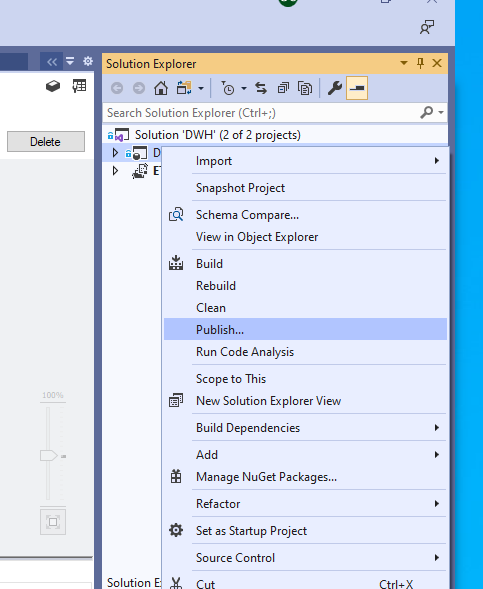 Solution Explorer
Search Solution Explorer (Ctrl+;)
Delete
Solution 'DWH' (2 of 2 projects)
Import
Snapshot Project
Schema Compare...
View in Object Explorer
Build
Rebuild
Clean
Publish...
Run Code Analysis
Scope to This
100%
New Solution Explorer View
Build Dependencies
Add
Manage NuGet Packages...
Refactor
Set as Startup Project
Source Control
Solution E
Cut Ctrl+X